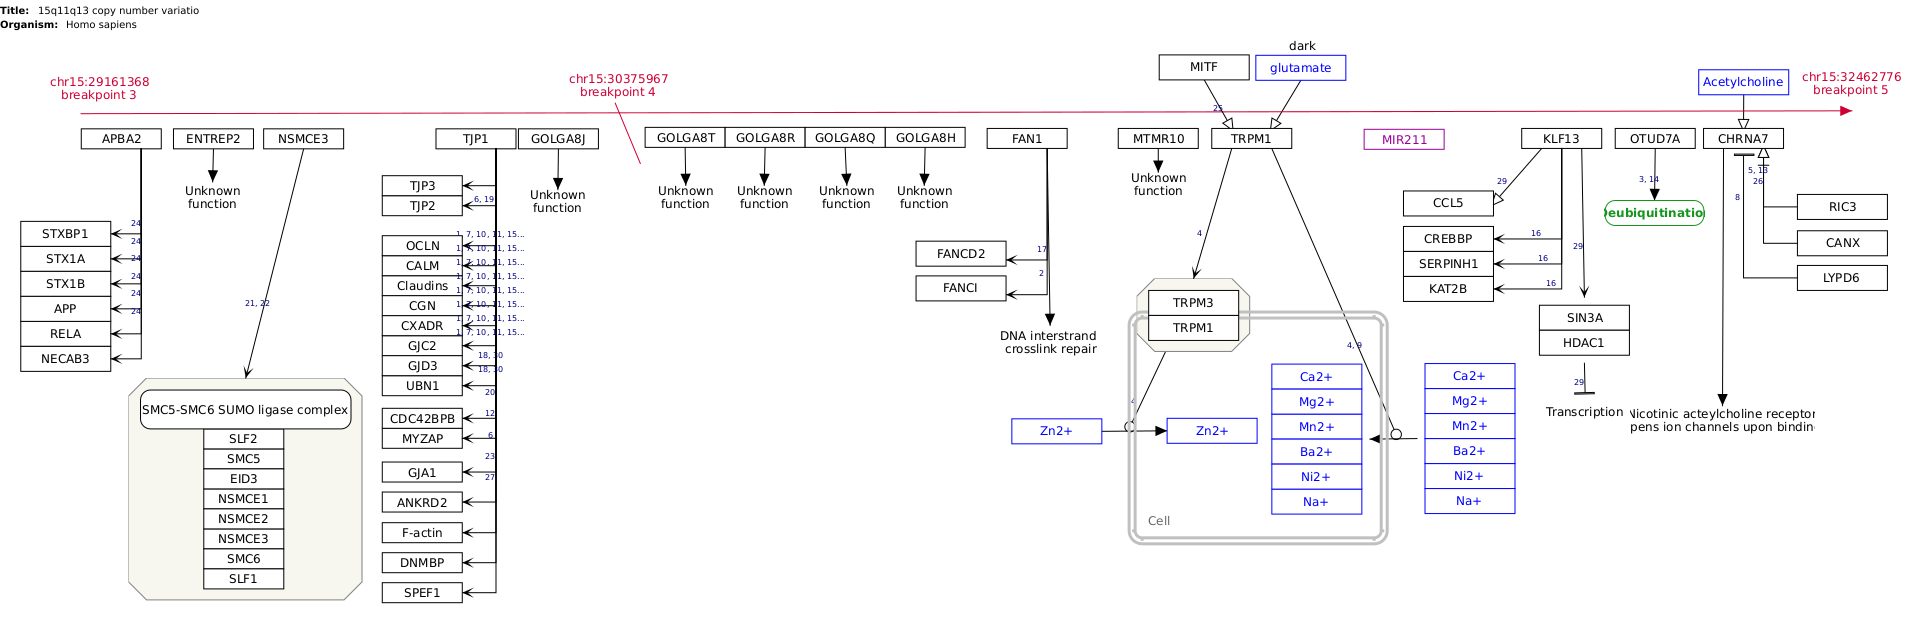 Title: 15q11q13 copy number variatio
Organism: Homo sapiens
dark
MITF
glutamate
Acetylcholine
chr15:29161368
breakpoint 3
chr15:30375967
breakpoint 4
chr15:32462776
breakpoint 5
25
APBA2
ENTREP2
NSMCE3
TJP1
GOLGA8J
GOLGA8T
GOLGA8R
GOLGA8Q
GOLGA8H
FAN1
MTMR10
TRPM1
MIR211
KLF13
OTUD7A
CHRNA7
Unknown
function
Unknown
function
Unknown
function
Unknown
function
Unknown
function
Unknown
function
Unknown
function
STXBP1
STX1A
STX1B
APP
RELA
NECAB3
24
24
24
24
24
24
21, 22
SMC5-SMC6 SUMO ligase complex
SLF2
SMC5
EID3
NSMCE1
NSMCE2
NSMCE3
SMC6
SLF1
TJP3
TJP2
6, 19
OCLN
CALM
Claudins
CGN
CXADR
GJC2
GJD3
UBN1
1, 7, 10, 11, 15...
1, 7, 10, 11, 15...
1, 7, 10, 11, 15...
1, 7, 10, 11, 15...
1, 7, 10, 11, 15...
1, 7, 10, 11, 15...
1, 7, 10, 11, 15...
1, 7, 10, 11, 15...
18, 30
18, 30
20
CDC42BPB
MYZAP
12
6
GJA1
23
27
ANKRD2
F-actin
DNMBP
SPEF1
FANCD2
FANCI
17
2
DNA interstrand
crosslink repair
4
TRPM3
TRPM1
4, 9
4
Zn2+
Zn2+
Ca2+
Mg2+
Mn2+
Ba2+
Ni2+
Na+
Cell
Ca2+
Mg2+
Mn2+
Ba2+
Ni2+
Na+
29
CCL5
CREBBP
SERPINH1
KAT2B
16
16
16
29
SIN3A
HDAC1
29
Transcription
3, 14
Deubiquitination
5, 13
26
8
RIC3
CANX
LYPD6
Nicotinic acteylcholine receptor
pens ion channels upon bindin